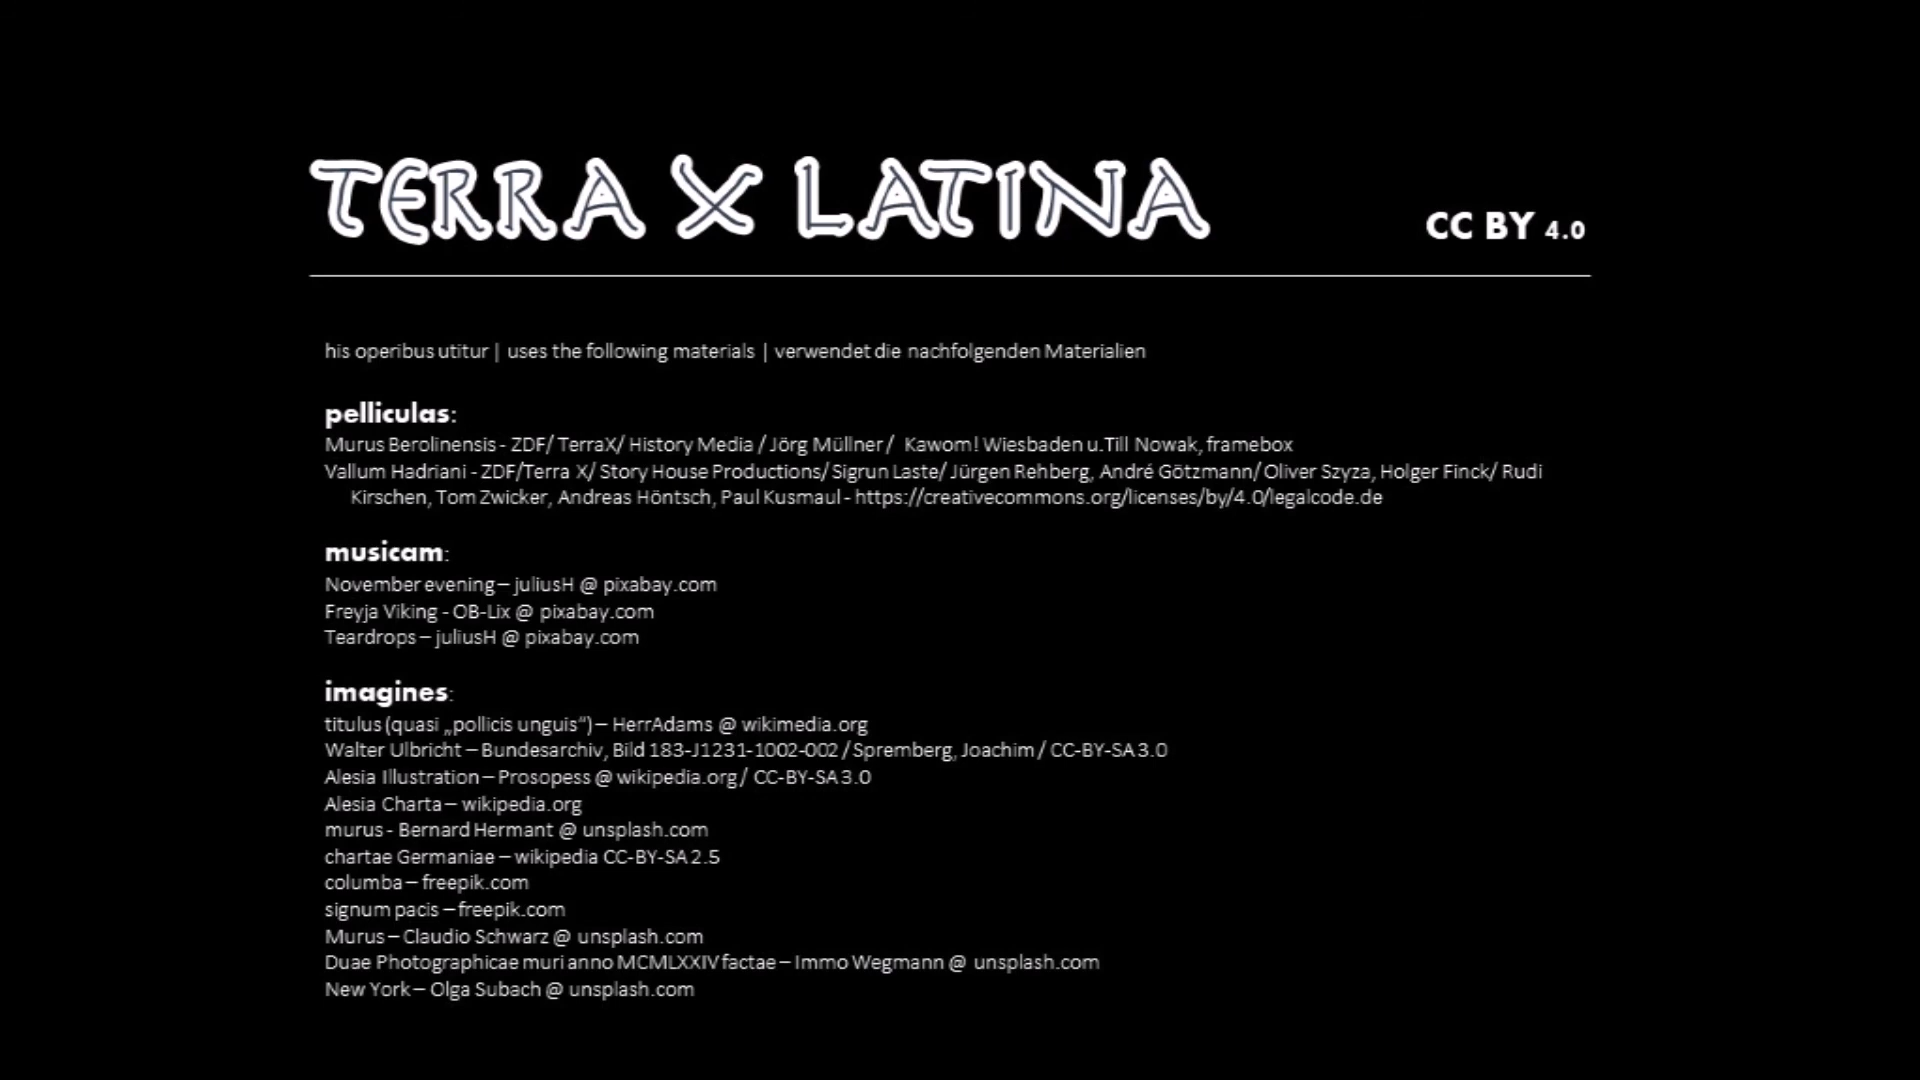 TERRA X LATINA
CC BY 4.0
his operibus utitur | uses the following materials | verwendet die nachfolgenden Materialien
pelliculas:
Murus Berolinensis - ZDF/ TerraX/ History Media / Jörg Müllner / Kawom! Wiesbaden u.Till Nowak, framebox
Vallum Hadriani - ZDF/Terra X/ Story House Productions/ Sigrun Laste/ Jürgen Rehberg, André Götzmann/ Oliver Szyza, Holger Finck/ Rudi
Kirschen, Tom Zwicker, Andreas Höntsch, Paul Kusmaul - https://creativecommons.org/licenses/by/4.0/legalcode.de
musicam:
November evening – juliusH @ pixabay.com
Freyja Viking - OB-Lix @ pixabay.com
Teardrops – juliusH @ pixabay.com
imagines:
titulus (quasi „pollicis unguis“) – HerrAdams @ wikimedia.org
Walter Ulbricht – Bundesarchiv, Bild 183-J1231-1002-002 / Spremberg, Joachim / CC-BY-SA 3.0
Alesia Illustration – Prosopess @ wikipedia.org / CC-BY-SA 3.0
Alesia Charta – wikipedia.org
murus - Bernard Hermant @ unsplash.com
chartae Germaniae – wikipedia CC-BY-SA 2.5
columba – freepik.com
signum pacis – freepik.com
Murus – Claudio Schwarz @ unsplash.com
Duae Photographicae muri anno MCMLXXIV factae – Immo Wegmann @ unsplash.com
New York – Olga Subach @ unsplash.com